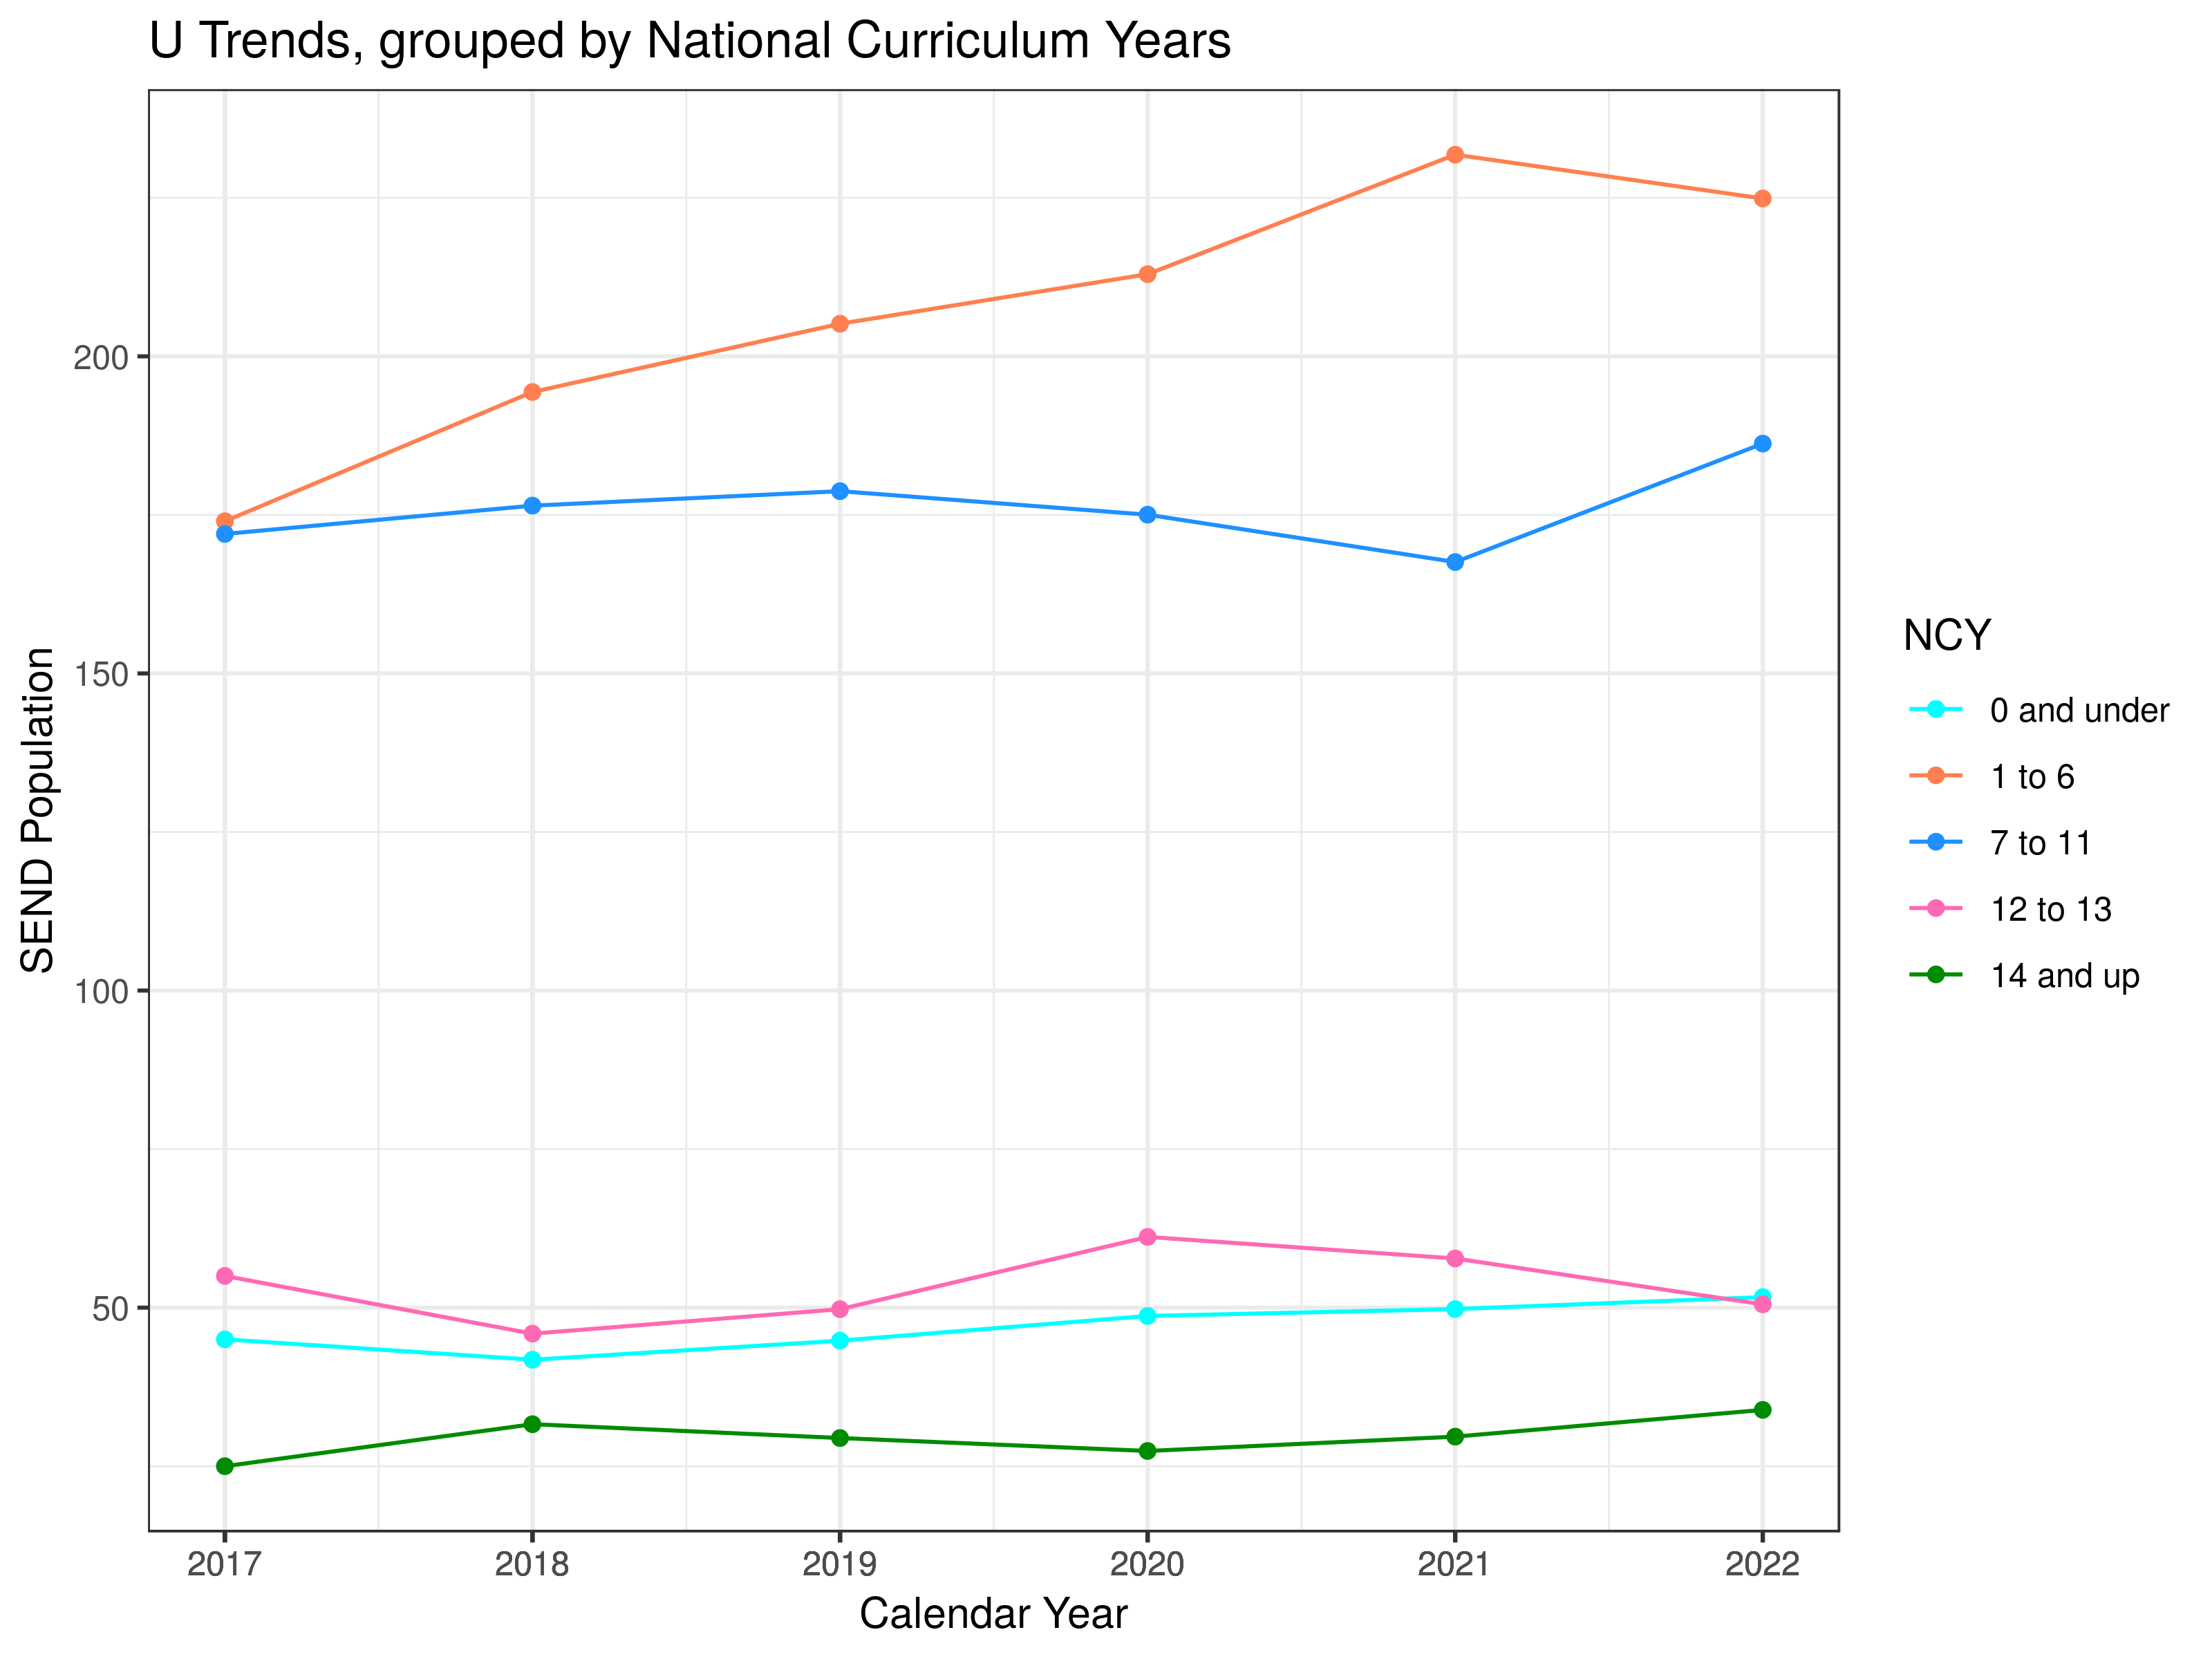 U Trends, grouped by National Curriculum Years
SEND Population
200
150
100
50
2017 2018 2019 2020 2021 2022
Calendar Year
NCY
0 and under
1 to 6
7 to 11
12 to 13
14 and up